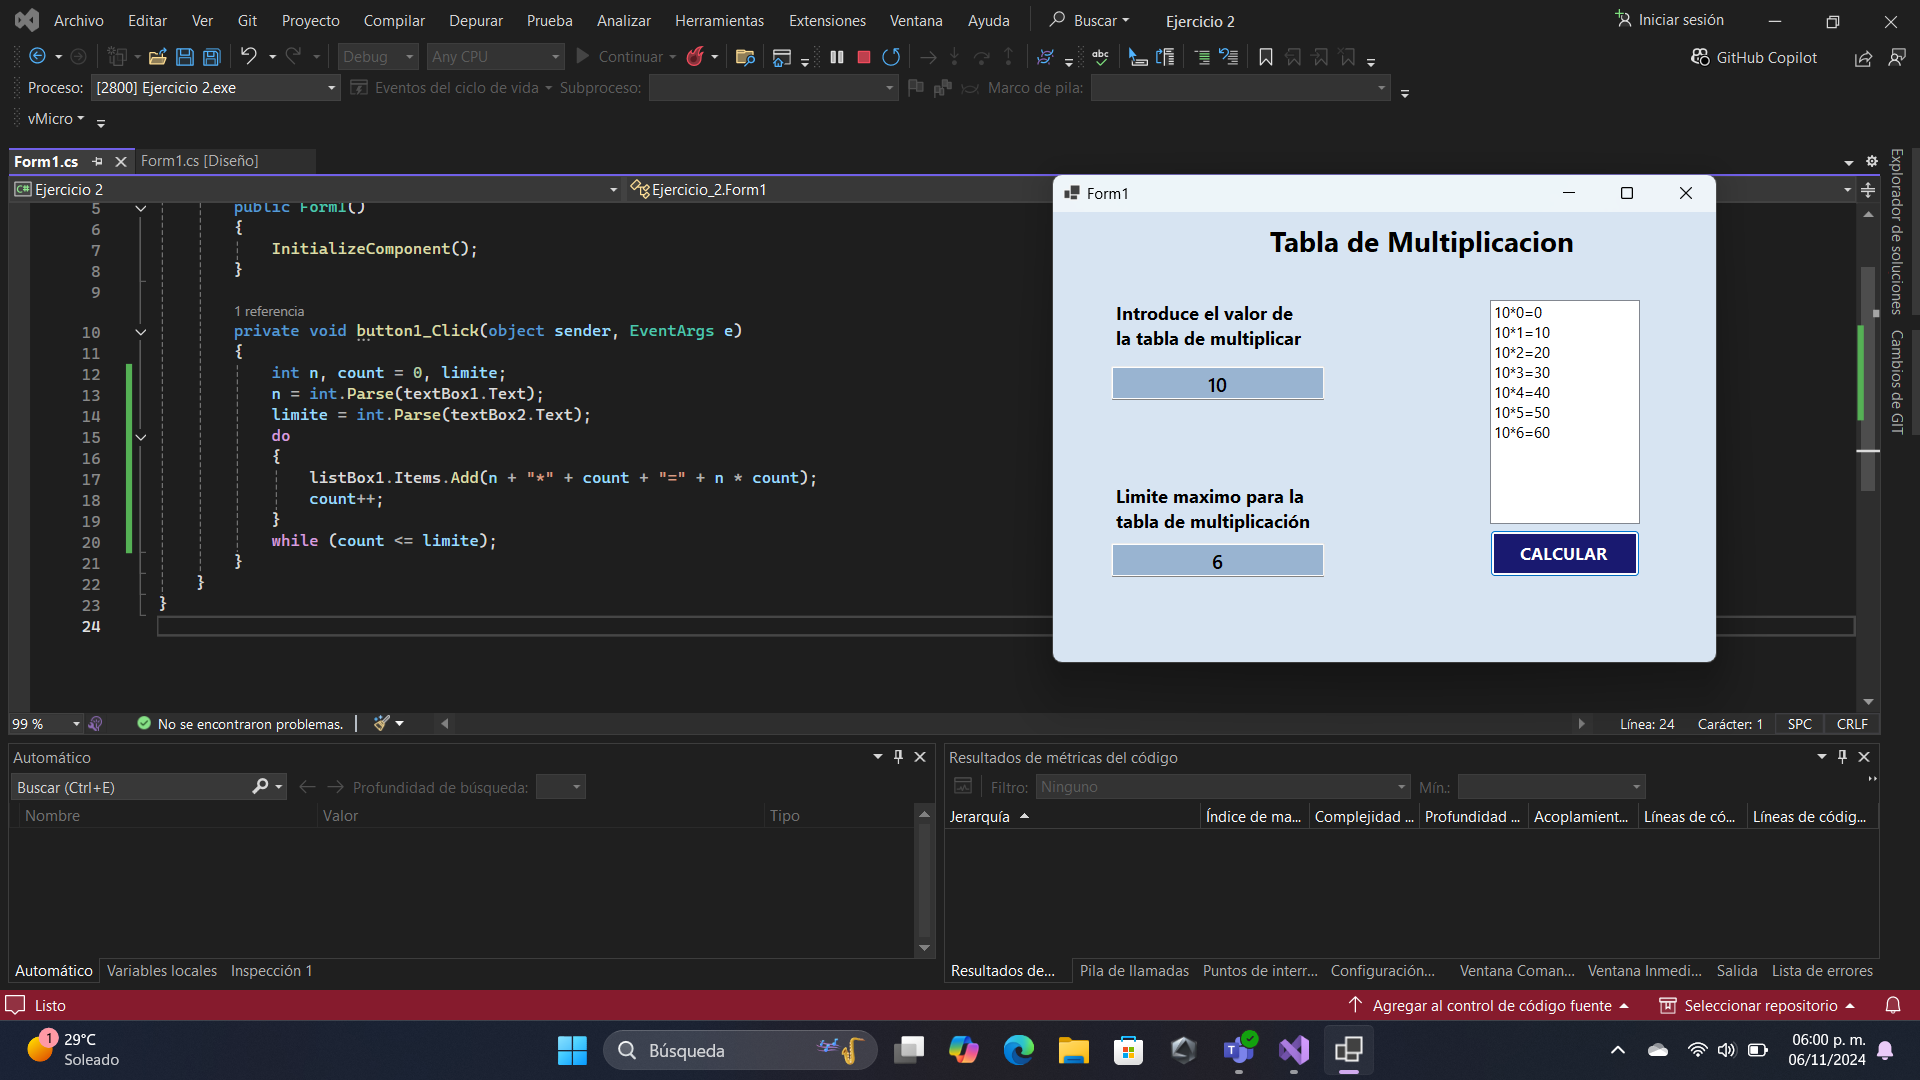 Archivo Editar Ver Git Proyecto Compilar Depurar Prueba Analizar Herramientas Extensiones Ventana Ayuda Buscar Ejercicio 2 Iniciar sesión
Debug Any CPU Continuar GitHub Copilot
Proceso: [2800] Ejercicio 2.exe Eventos del ciclo de vida Subproceso: Marco de pila:
vMicro
Form1.cs Form1.cs [Diseño]
C# Ejercicio 2 Ejercicio_2.Form1
5 public Form1()
6 {
7 InitializeComponent();
8 }
9
1 referencia
10 private void button1_Click(object sender, EventArgs e)
11 {
12 int n, count = 0, limite;
13 n = int.Parse(textBox1.Text);
14 limite = int.Parse(textBox2.Text);
15 do
16 {
17 listBox1.Items.Add(n + "*" + count + "=" + n * count);
18 count++;
19 }
20 while (count <= limite);
21 }
22 }
23 }
24
Form1
Tabla de Multiplicacion
Introduce el valor de
la tabla de multiplicar
10
Limite maximo para la
tabla de multiplicación
6
10*0=0
10*1=10
10*2=20
10*3=30
10*4=40
10*5=50
10*6=60
CALCULAR
Explorador de soluciones
Cambios de GIT
99 % No se encontraron problemas. Línea: 24 Carácter: 1 SPC CRLF
Automático
Buscar (Ctrl+E) Profundidad de búsqueda:
Nombre Valor Tipo
Automático Variables locales Inspección 1
Resultados de métricas del código
Filtro: Ninguno Mín.:
Jerarquía Índice de ma... Complejidad ... Profundidad ... Acoplamient... Líneas de có... Líneas de códig...
Resultados de... Pila de llamadas Puntos de interr... Configuración... Ventana Coman... Ventana Inmedi... Salida Lista de errores
Listo Agregar al control de código fuente Seleccionar repositorio
1
29°C
Soleado
Búsqueda
06:00 p. m.
06/11/2024